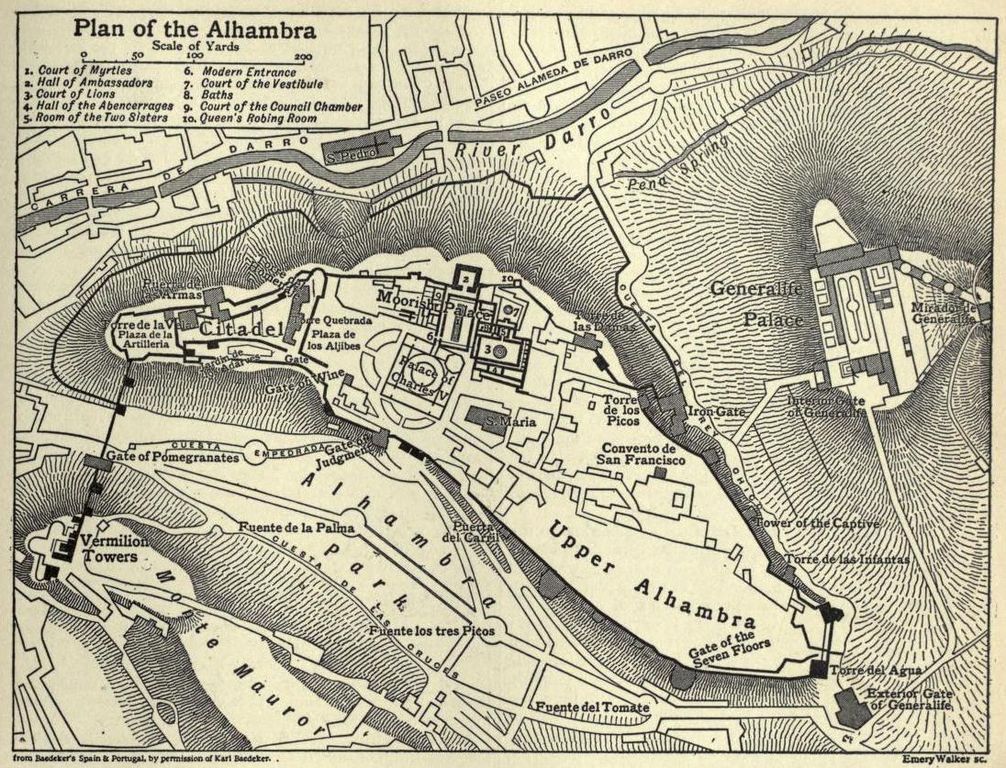 Plan of the Alhambra
Scale of Yards
0 50 100 200
1. Court of Myrtles
2. Hall of Ambassadors
3. Court of Lions
4. Hall of the Abencerrages
5. Room of the Two Sisters
6. Modern Entrance
7. Court of the Vestibule
8. Baths
9. Court of the Council Chamber
10. Queen's Robing Room
PASEO ALAMEDA DE DARRO
River Darro
CARRERA DE DARRO
S. Pedro
Pena Sprung
Generalife
Palace
Mirador de
Generalife
Interior Gate
of Generalife
CUESTA DEL REY CHICO
Puerta de
las Armas
Torre de la Vela
Plaza de la
Artilleria
Citadel
Torre Quebrada
Plaza de
los Aljibes
Jardin de
los Adarves
Gate
Gate of Wine
Moorish Palace
2
10
6
3
4
Palace of
Charles V
Torre de
las Damas
Torre
de los
Picos
Iron Gate
S. Maria
Convento de
San Francisco
CUESTA EMPEDRADA
Gate of
Judgment
Gate of Pomegranates
Vermilion
Towers
Alhambra
Park
Fuente de la Palma
Puerta
del Carril
Upper Alhambra
Tower of the Captive
Torre de las Infantas
CUESTA DE LAS CRUCES
Monte Mauror
Fuente los tres Picos
Gate of the
Seven Floors
Torre del Agua
Exterior Gate
of Generalife
Fuente del Tomate
from Baedeker's Spain & Portugal, by permission of Karl Baedeker.
Emery Walker sc.